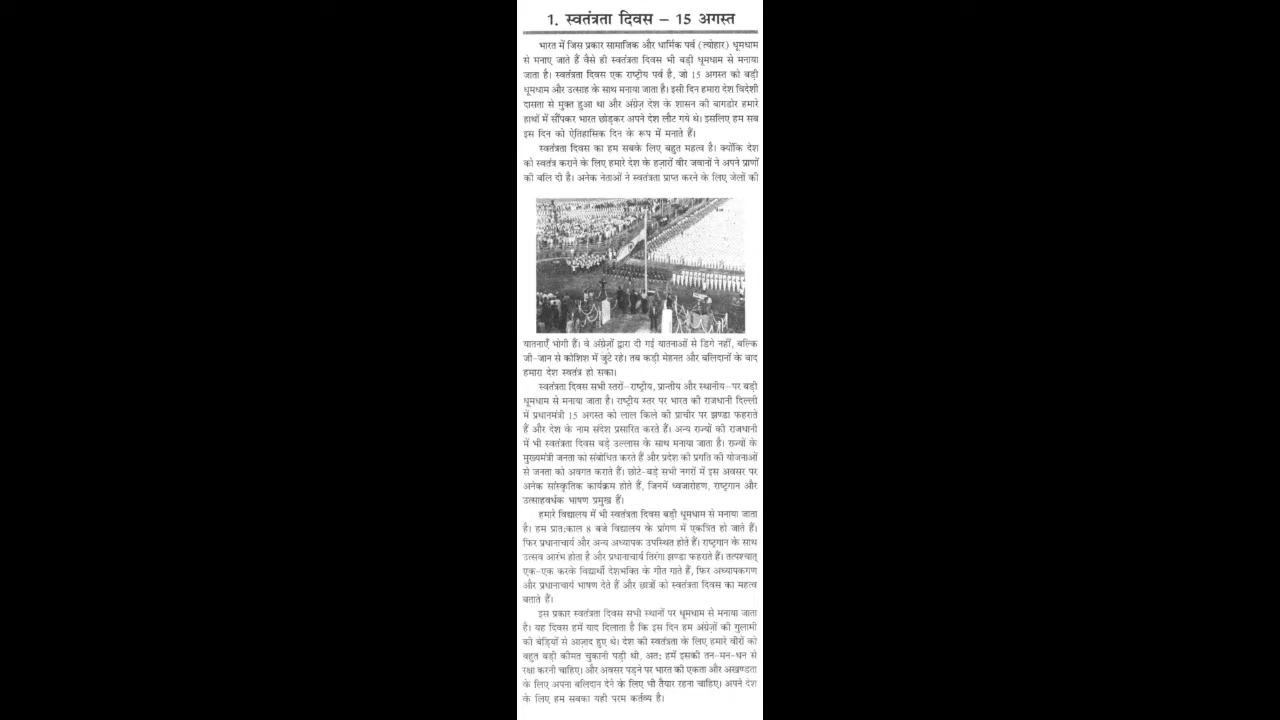 1. स्वतंत्रता दिवस – 15 अगस्त
भारत में जिस प्रकार सामाजिक और धार्मिक पर्व (त्योहार) धूमधाम
से मनाए जाते हैं वैसे ही स्वतंत्रता दिवस भी बड़ी धूमधाम से मनाया
जाता है। स्वतंत्रता दिवस एक राष्ट्रीय पर्व है, जो 15 अगस्त को बड़ी
धूमधाम और उत्साह के साथ मनाया जाता है। इसी दिन हमारा देश विदेशी
दासता से मुक्त हुआ था और अंग्रेज़ देश के शासन की बागडोर हमारे
हाथों में सौंपकर भारत छोड़कर अपने देश लौट गये थे। इसलिए हम सब
इस दिन को ऐतिहासिक दिन के रूप में मनाते हैं।
स्वतंत्रता दिवस का हम सबके लिए बहुत महत्व है। क्योंकि देश
को स्वतंत्र कराने के लिए हमारे देश के हज़ारों वीर जवानों ने अपने प्राणों
की बलि दी है। अनेक नेताओं ने स्वतंत्रता प्राप्त करने के लिए जेलों की
यातनाएँ भोगी हैं। वे अंग्रेज़ों द्वारा दी गई यातनाओं से डिगे नहीं, बल्कि
जी-जान से कोशिश में जुटे रहे। तब कड़ी मेहनत और बलिदानों के बाद
हमारा देश स्वतंत्र हो सका।
स्वतंत्रता दिवस सभी स्तरों-राष्ट्रीय, प्रान्तीय और स्थानीय-पर बड़ी
धूमधाम से मनाया जाता है। राष्ट्रीय स्तर पर भारत की राजधानी दिल्ली
में प्रधानमंत्री 15 अगस्त को लाल किले की प्राचीर पर झण्डा फहराते
हैं और देश के नाम संदेश प्रसारित करते हैं। अन्य राज्यों की राजधानी
में भी स्वतंत्रता दिवस बड़े उल्लास के साथ मनाया जाता है। राज्यों के
मुख्यमंत्री जनता को संबोधित करते हैं और प्रदेश की प्रगति की योजनाओं
से जनता को अवगत कराते हैं। छोटे-बड़े सभी नगरों में इस अवसर पर
अनेक सांस्कृतिक कार्यक्रम होते हैं, जिनमें ध्वजारोहण, राष्ट्रगान और
उत्साहवर्धक भाषण प्रमुख हैं।
हमारे विद्यालय में भी स्वतंत्रता दिवस बड़ी धूमधाम से मनाया जाता
है। हम प्रातःकाल 8 बजे विद्यालय के प्रांगण में एकत्रित हो जाते हैं।
फिर प्रधानाचार्य और अन्य अध्यापक उपस्थित होते हैं। राष्ट्रगान के साथ
उत्सव आरंभ होता है और प्रधानाचार्य तिरंगा झण्डा फहराते हैं। तत्पश्चात्
एक-एक करके विद्यार्थी देशभक्ति के गीत गाते हैं, फिर अध्यापकगण
और प्रधानाचार्य भाषण देते हैं और छात्रों को स्वतंत्रता दिवस का महत्व
बताते हैं।
इस प्रकार स्वतंत्रता दिवस सभी स्थानों पर धूमधाम से मनाया जाता
है। यह दिवस हमें याद दिलाता है कि इस दिन हम अंग्रेज़ों की गुलामी
की बेड़ियों से आज़ाद हुए थे। देश की स्वतंत्रता के लिए हमारे वीरों को
बहुत बड़ी कीमत चुकानी पड़ी थी, अतः हमें इसकी तन-मन-धन से
रक्षा करनी चाहिए। और अवसर पड़ने पर भारत की एकता और अखण्डता
के लिए अपना बलिदान देने के लिए भी तैयार रहना चाहिए। अपने देश
के लिए हम सबका यही परम कर्तव्य है।